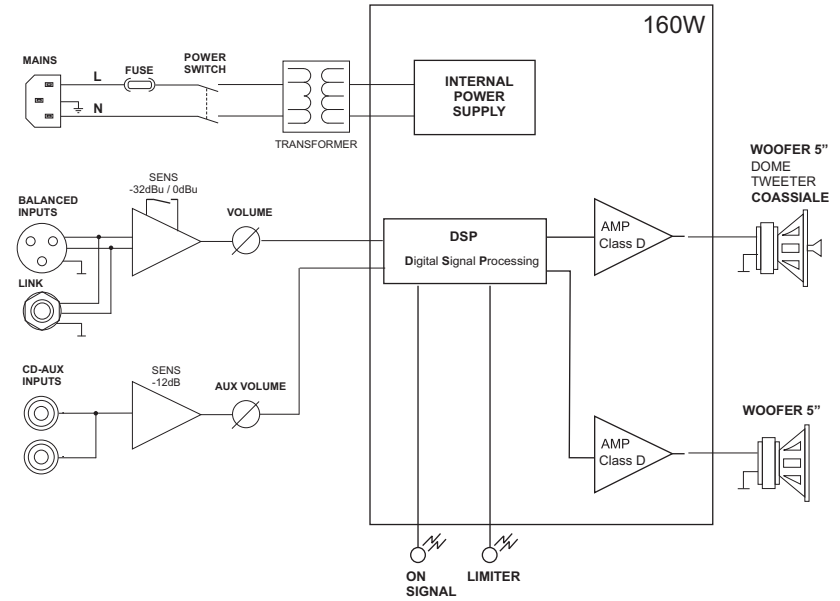 160W
MAINS
L
FUSE
POWER
SWITCH
N
TRANSFORMER
INTERNAL
POWER
SUPPLY
SENS
-32dBu / 0dBu
BALANCED
INPUTS
VOLUME
LINK
DSP
Digital Signal Processing
AMP
Class D
WOOFER 5”
DOME
TWEETER
COASSIALE
CD-AUX
INPUTS
SENS
-12dB
AUX VOLUME
AMP
Class D
WOOFER 5”
ON
SIGNAL
LIMITER